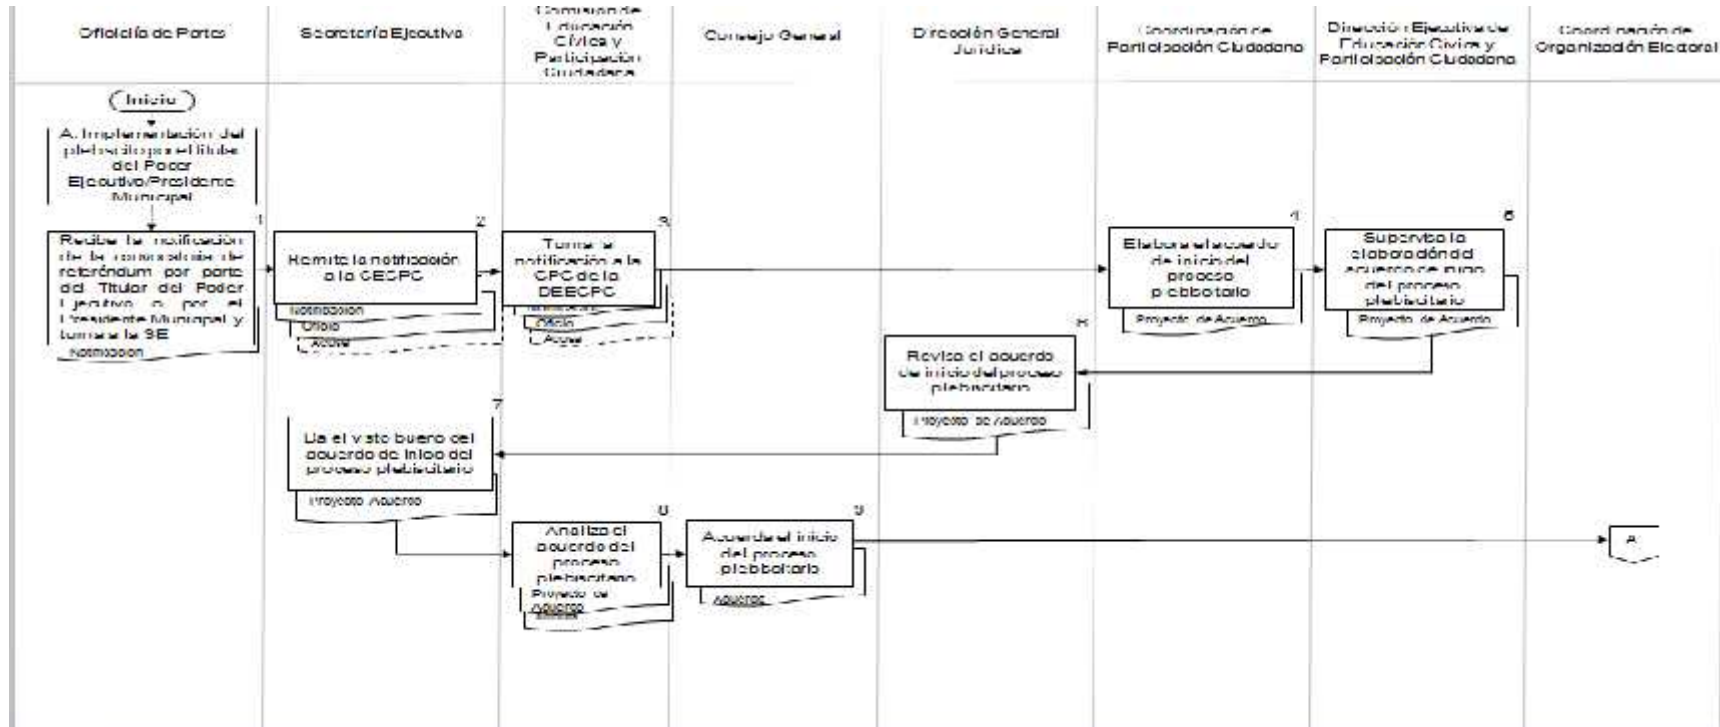 Oficialía de Partes
Secretaría Ejecutiva
Comisión de
Educación
Cívica y
Participación
Ciudadana
Consejo General
Dirección General
Jurídica
Coordinación de
Participación Ciudadana
Dirección Ejecutiva de
Educación Cívica y
Participación Ciudadana
Coordinación de
Organización Electoral
Inicio
A. Implementación del
plebiscito por el titular
del Poder
Ejecutivo/Presidente
Municipal
1
Recibe la notificación
de la convocatoria de
referéndum por parte
del Titular del Poder
Ejecutivo o por el
Presidente Municipal y
turnara la SE
Notificación
2
Remite la notificación
a la CECPC
Notificación
Oficio
Acuse
3
Turna la
notificación a la
CPC de la
DEECPC
Oficio
Acuse
4
Elabora el acuerdo
de inicio del
proceso
plebiscitario
Proyecto de Acuerdo
5
Supervisa la
elaboración del
acuerdo de inicio
del proceso
plebiscitario
Proyecto de Acuerdo
6
Revisa el acuerdo
de inicio del proceso
plebiscitario
Proyecto de Acuerdo
7
Da el visto bueno del
acuerdo de inicio del
proceso plebiscitario
Proyecto Acuerdo
8
Analiza el
acuerdo del
proceso
plebiscitario
Proyecto de
Acuerdo
9
Acuerda el inicio
del proceso
plebiscitario
Acuerdo
A